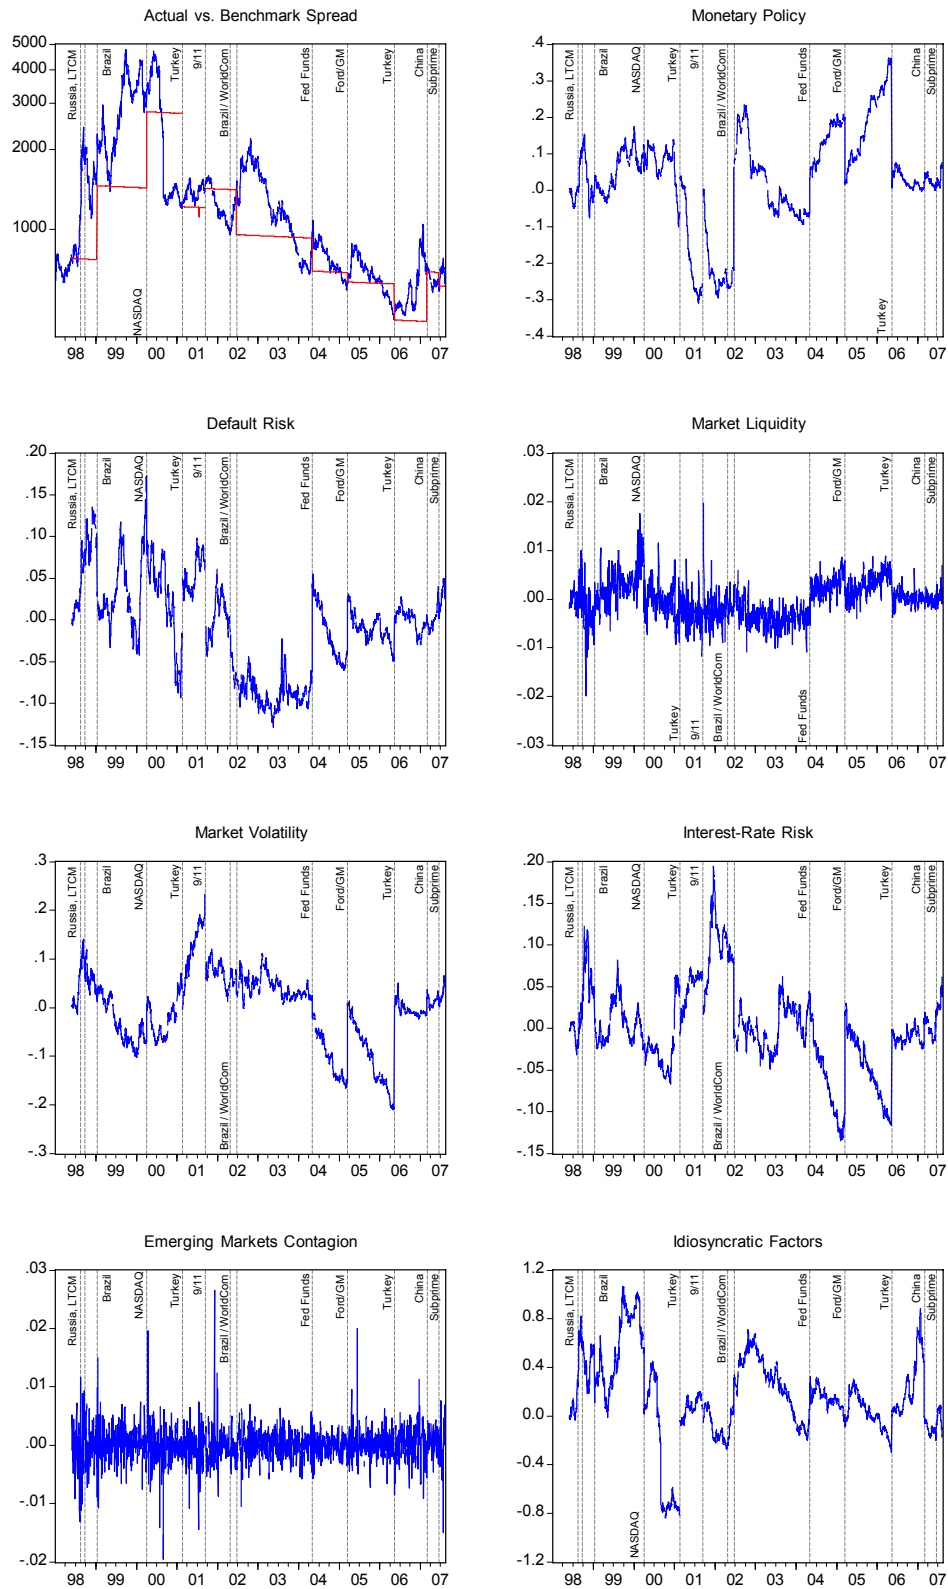 Actual vs. Benchmark Spread
5000
4000
3000
2000
1000
Russia, LTCM
Brazil
NASDAQ
Turkey
9/11
Brazil / WorldCom
Fed Funds
Ford/GM
Turkey
China
Subprime
98 99 00 01 02 03 04 05 06 07
Monetary Policy
.4
.3
.2
.1
.0
-.1
-.2
-.3
-.4
Russia, LTCM
Brazil
NASDAQ
Turkey
9/11
Brazil / WorldCom
Fed Funds
Ford/GM
Turkey
China
Subprime
98 99 00 01 02 03 04 05 06 07
Default Risk
.20
.15
.10
.05
.00
-.05
-.10
-.15
Russia, LTCM
Brazil
NASDAQ
Turkey
9/11
Brazil / WorldCom
Fed Funds
Ford/GM
Turkey
China
Subprime
98 99 00 01 02 03 04 05 06 07
Market Liquidity
.03
.02
.01
.00
-.01
-.02
-.03
Russia, LTCM
Brazil
NASDAQ
Turkey
9/11
Brazil / WorldCom
Fed Funds
Ford/GM
Turkey
China
Subprime
98 99 00 01 02 03 04 05 06 07
Market Volatility
.3
.2
.1
.0
-.1
-.2
-.3
Russia, LTCM
Brazil
NASDAQ
Turkey
9/11
Brazil / WorldCom
Fed Funds
Ford/GM
Turkey
China
Subprime
98 99 00 01 02 03 04 05 06 07
Interest-Rate Risk
.20
.15
.10
.05
.00
-.05
-.10
-.15
Russia, LTCM
Brazil
NASDAQ
Turkey
9/11
Brazil / WorldCom
Fed Funds
Ford/GM
Turkey
China
Subprime
98 99 00 01 02 03 04 05 06 07
Emerging Markets Contagion
.03
.02
.01
.00
-.01
-.02
Russia, LTCM
Brazil
NASDAQ
Turkey
9/11
Brazil / WorldCom
Fed Funds
Ford/GM
Turkey
China
Subprime
98 99 00 01 02 03 04 05 06 07
Idiosyncratic Factors
1.2
0.8
0.4
0.0
-0.4
-0.8
-1.2
Russia, LTCM
Brazil
NASDAQ
Turkey
9/11
Brazil / WorldCom
Fed Funds
Ford/GM
Turkey
China
Subprime
98 99 00 01 02 03 04 05 06 07